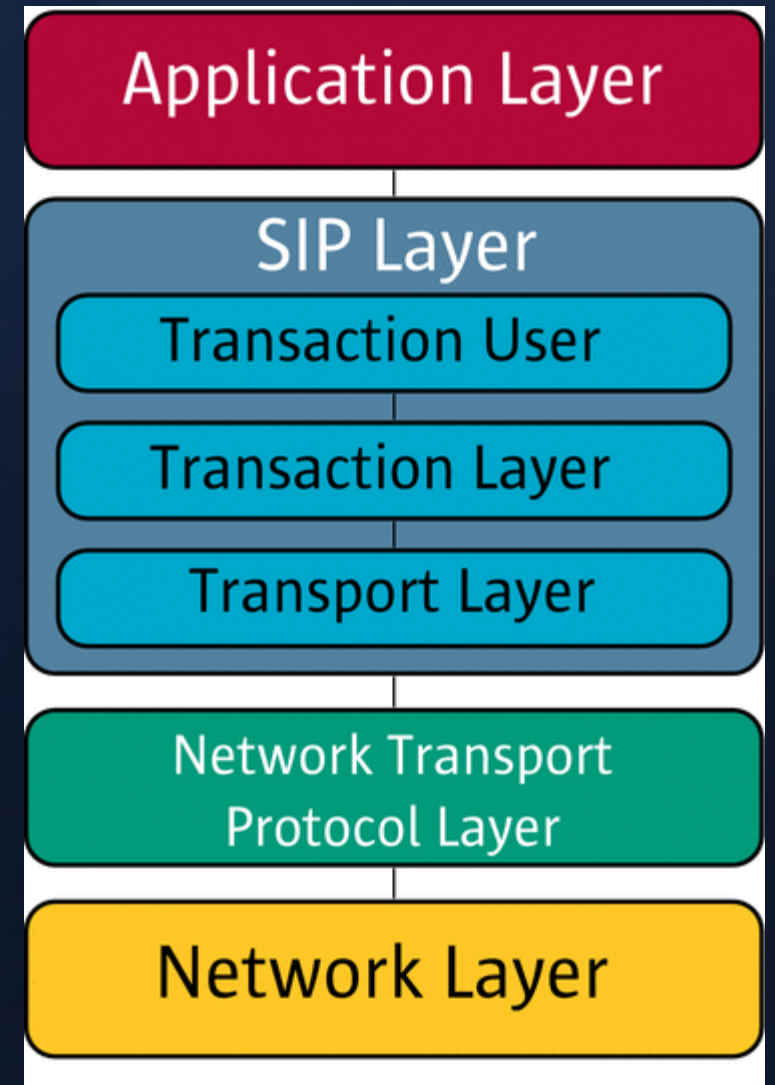 Application Layer
SIP Layer
Transaction User
Transaction Layer
Transport Layer
Network Transport
Protocol Layer
Network Layer